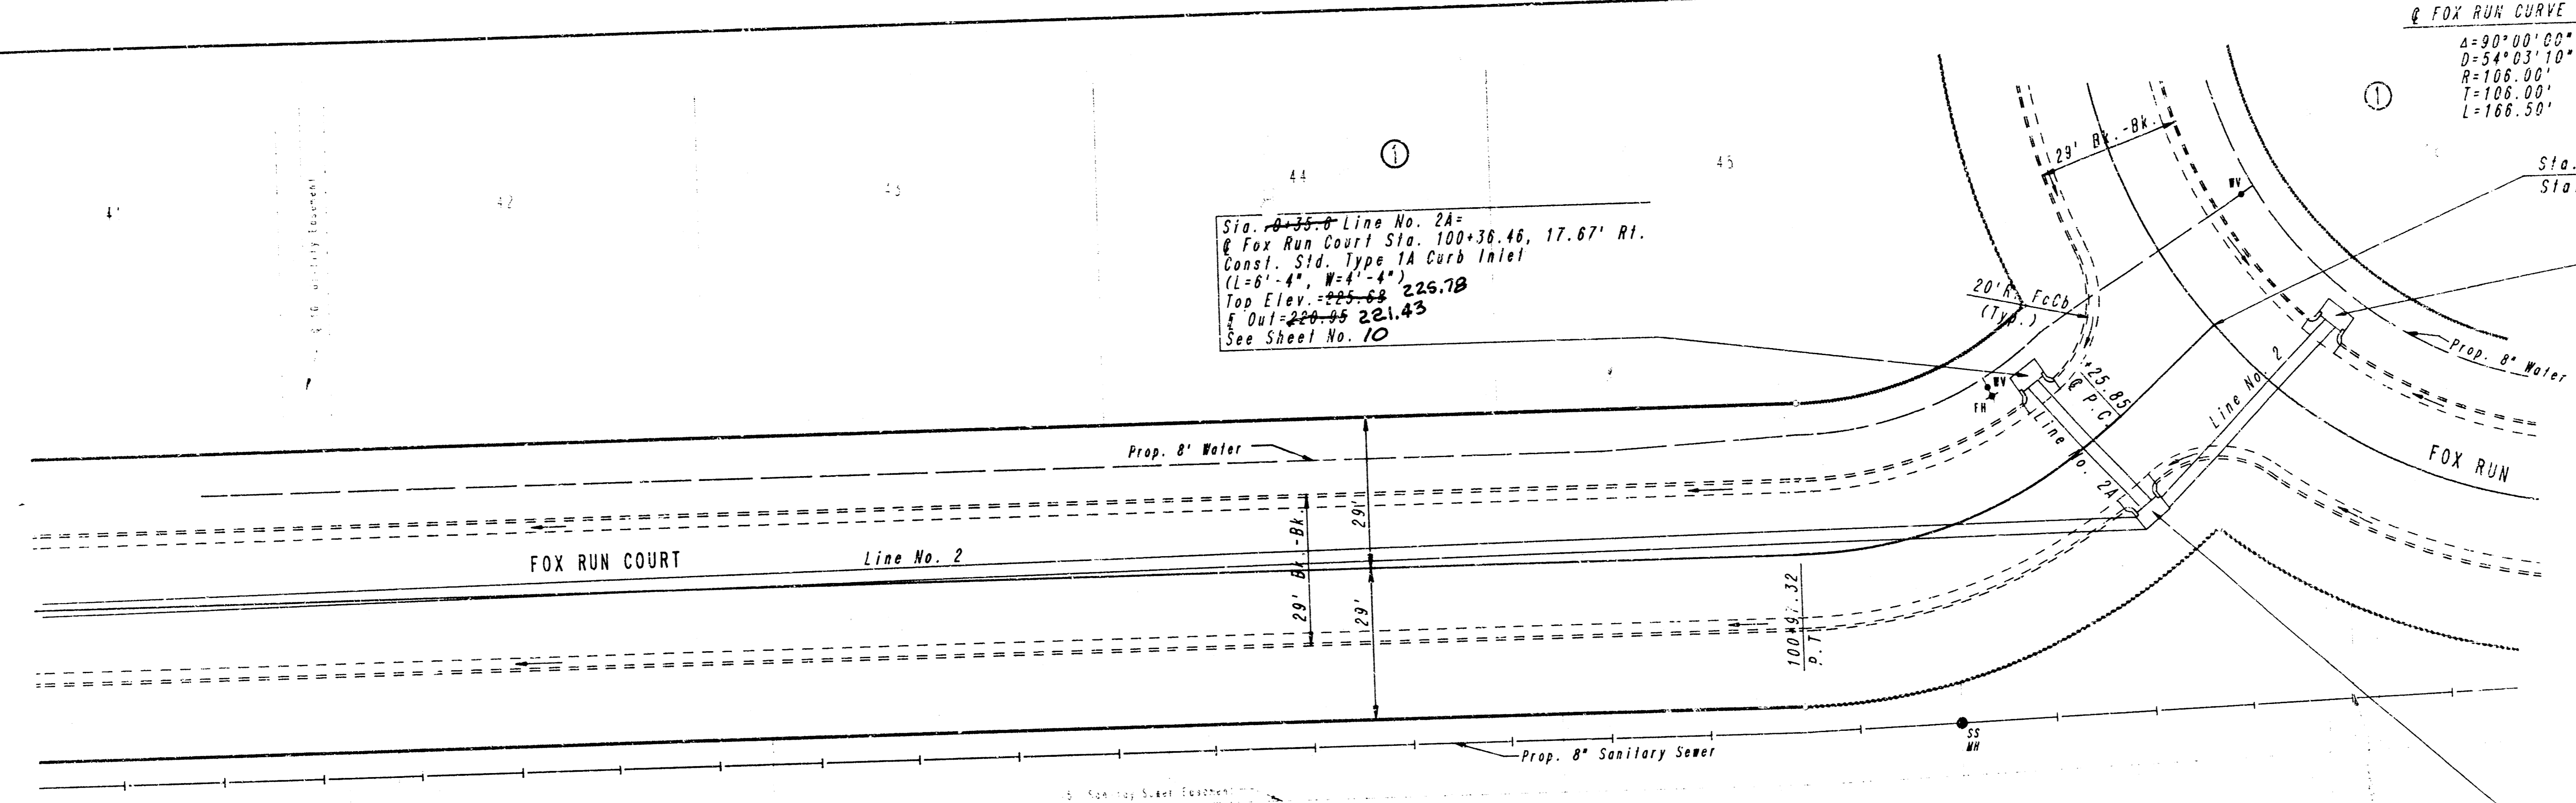 ℄ FOX RUN CURVE
Δ=90°00'00"
D=54°03'10"
R=106.00'
T=106.00'
L=166.50'
1
29' Bk.-Bk.
WV
Sta.
Sta
42
43
44
45
1
Sta. 0+35.8 Line No. 2A=
℄ Fox Run Court Sta. 100+36.46, 17.67' Rt.
Const. Std. Type 1A Curb Inlet
(L=6'-4", W=4'-4")
Top Elev.=225.68 225.78
Out=220.95 221.43
See Sheet No. 10
20'R. FcCb
(Typ.)
WV
FH
+25.85
℄ P.C.
Line No. 2A
Line No. 2
Prop. 8" Water
FOX RUN
Prop. 8' Water
FOX RUN COURT
Line No. 2
29' Bk.-Bk.
29'
29'
100+97.32
P.T.
SS
MH
Prop. 8" Sanitary Sewer